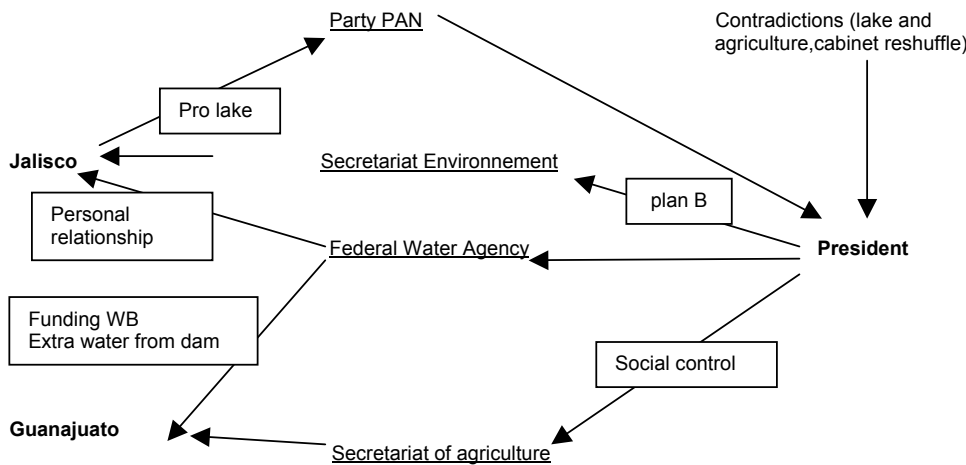 Party PAN
Contradictions (lake and
agriculture,cabinet reshuffle)
Pro lake
Jalisco
Secretariat Environnement
Personal
relationship
plan B
Federal Water Agency
President
Funding WB
Extra water from dam
Social control
Guanajuato
Secretariat of agriculture